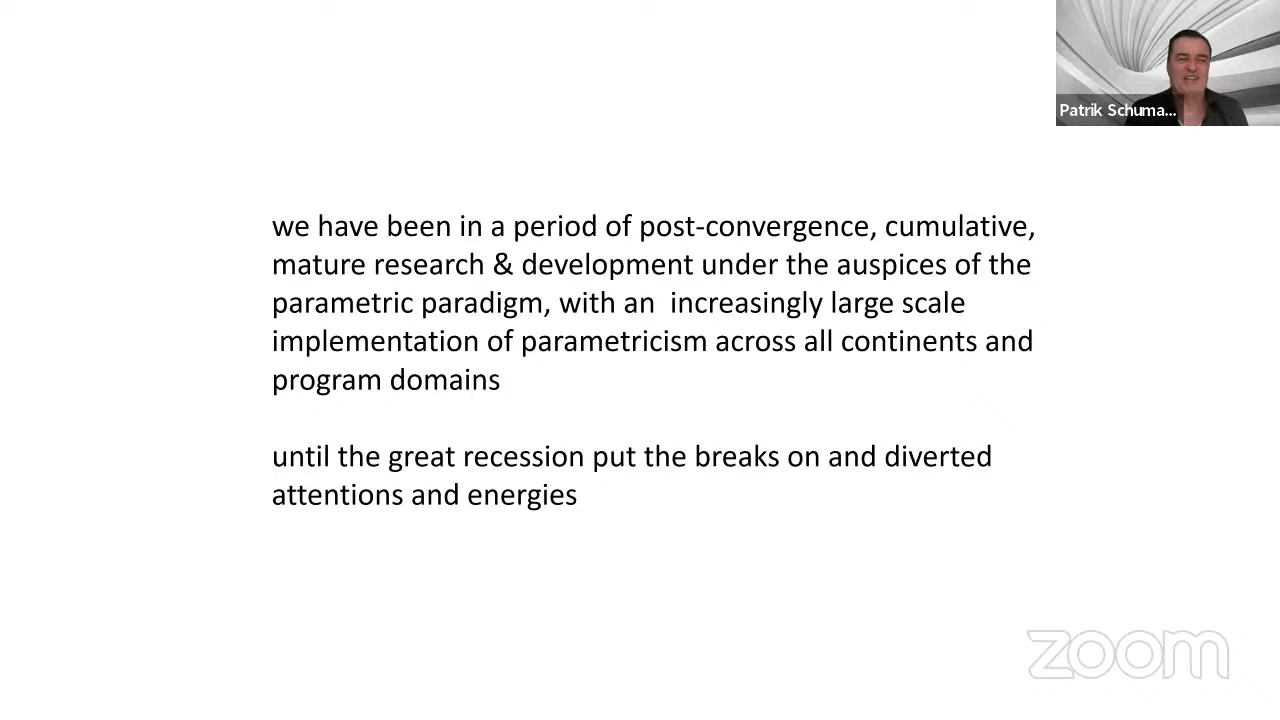 Patrik Schuma...
we have been in a period of post-convergence, cumulative,
mature research & development under the auspices of the
parametric paradigm, with an  increasingly large scale
implementation of parametricism across all continents and
program domains
until the great recession put the breaks on and diverted
attentions and energies
zoom